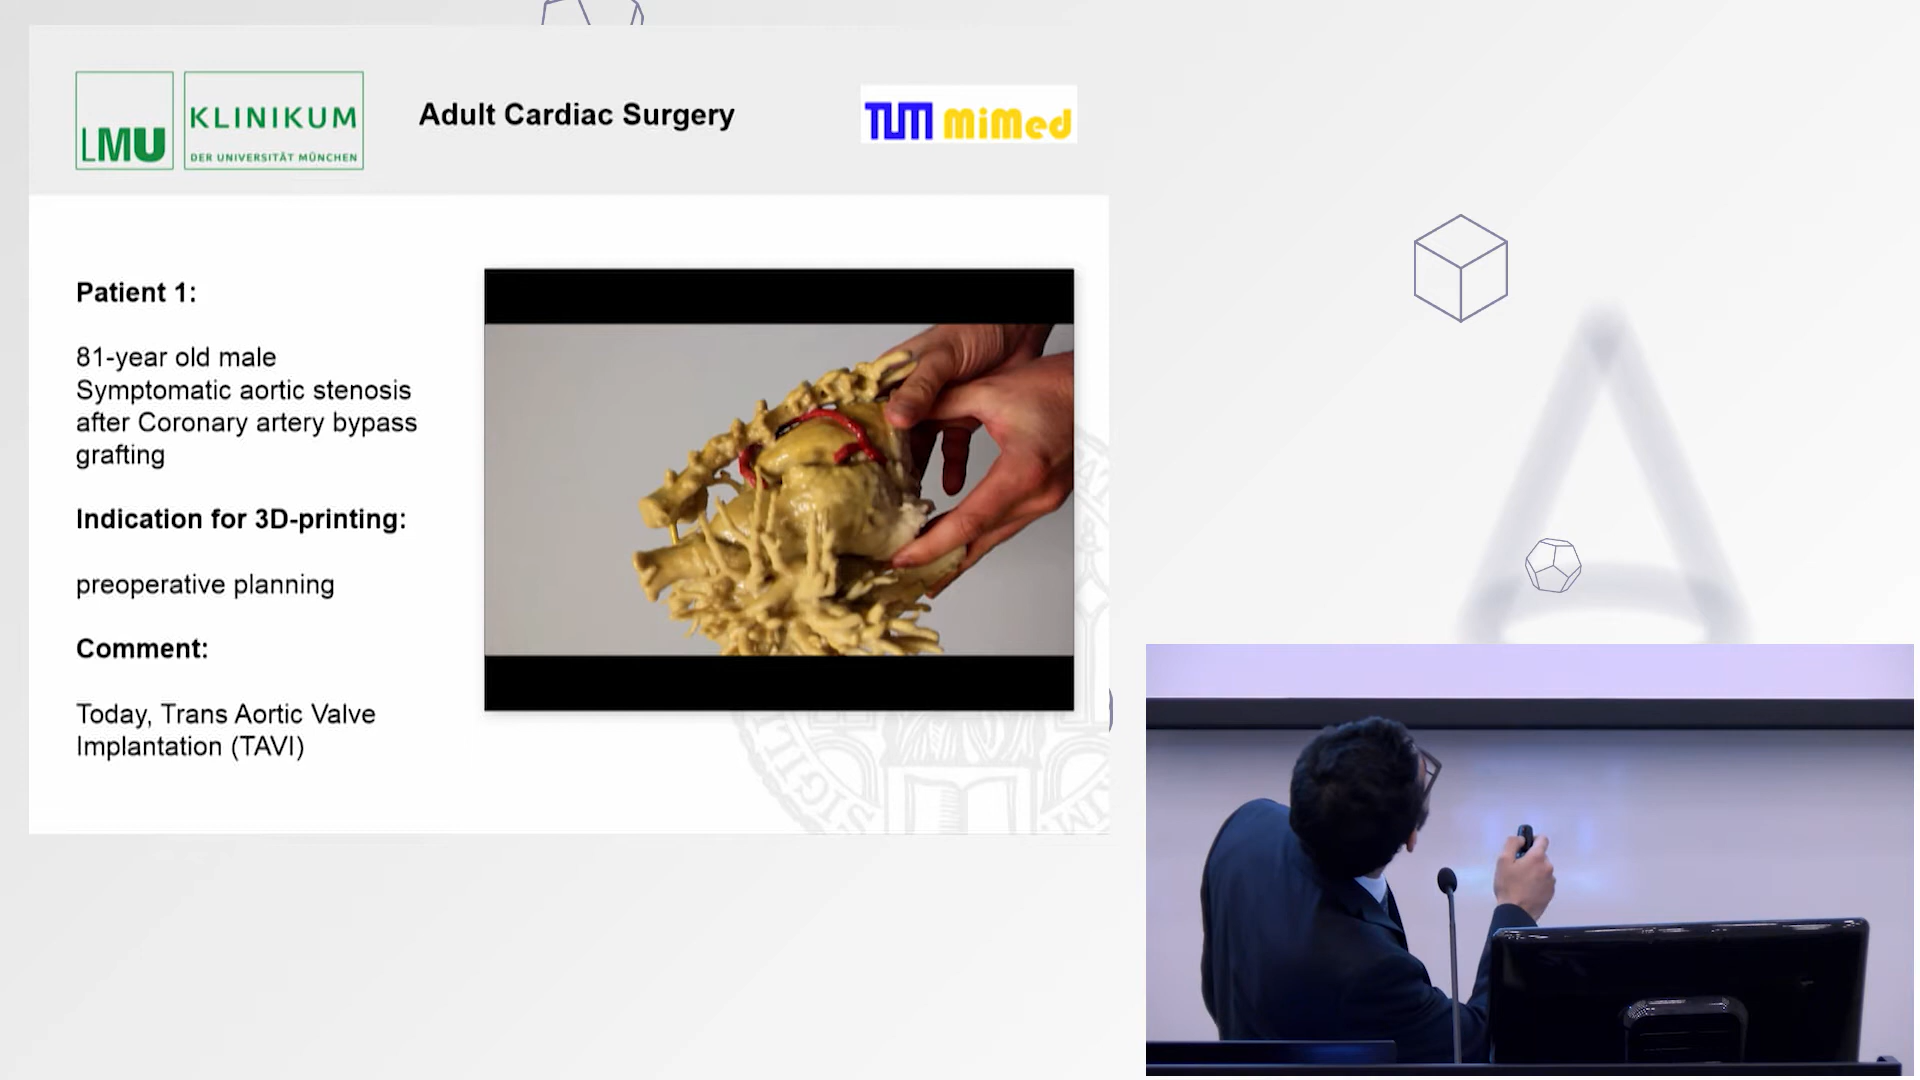 LMU
KLINIKUM
DER UNIVERSITÄT MÜNCHEN
Adult Cardiac Surgery
TUM MiMed
Patient 1:
81-year old male
Symptomatic aortic stenosis
after Coronary artery bypass
grafting
Indication for 3D-printing:
preoperative planning
Comment:
Today, Trans Aortic Valve
Implantation (TAVI)